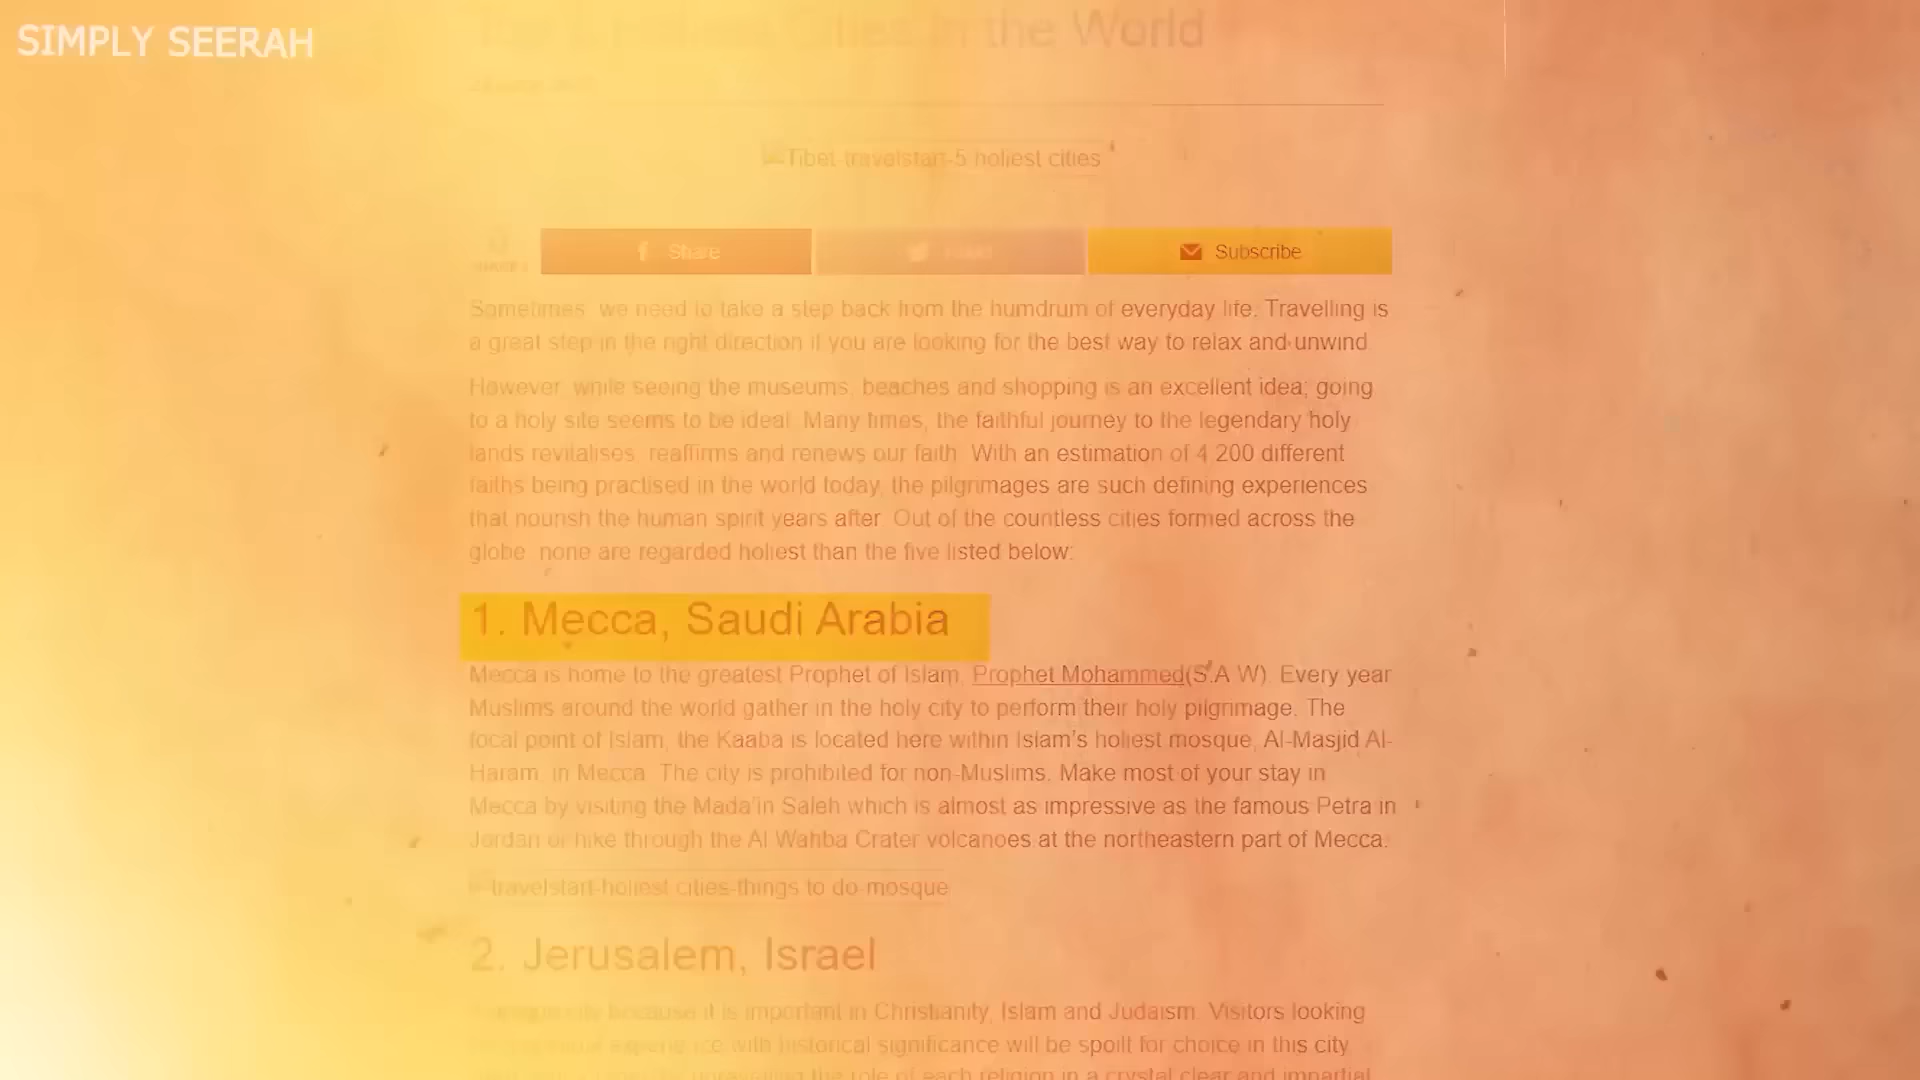 SIMPLY SEERAH
Holiest Cities in the World
Tibet-travelstart-5 holiest cities
Share
Subscribe
Sometimes, we need to take a step back from the humdrum of everyday life. Travelling is
a great step in the right direction if you are looking for the best way to relax and unwind.
However, while seeing the museums, beaches and shopping is an excellent idea; going
to a holy site seems to be ideal. Many times, the faithful journey to the legendary holy
lands revitalises, reaffirms and renews our faith. With an estimation of 4 200 different
faiths being practised in the world today, the pilgrimages are such defining experiences
that nourish the human spirit years after. Out of the countless cities formed across the
globe, none are regarded holiest than the five listed below:
1. Mecca, Saudi Arabia
Mecca is home to the greatest Prophet of Islam, Prophet Mohammed(S.A.W). Every year
Muslims around the world gather in the holy city to perform their holy pilgrimage. The
focal point of Islam, the Kaaba is located here within Islam's holiest mosque, Al-Masjid Al-
Haram, in Mecca. The city is prohibited for non-Muslims. Make most of your stay in
Mecca by visiting the Mada'in Saleh which is almost as impressive as the famous Petra in
Jordan or hike through the Al Wahba Crater volcanoes at the northeastern part of Mecca.
travelstart-holiest cities-things to do-mosque
2. Jerusalem, Israel
because it is important in Christianity, Islam and Judaism. Visitors looking
experience with historical significance will be spoilt for choice in this city
unravelling the role of each religion in a crystal clear and impartial